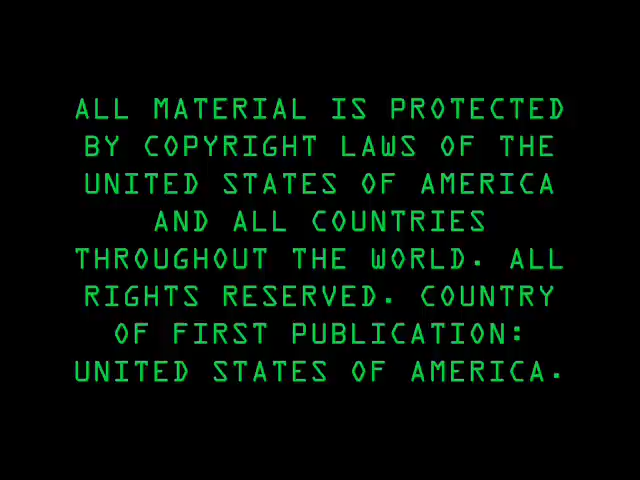 ALL MATERIAL IS PROTECTED
BY COPYRIGHT LAWS OF THE
UNITED STATES OF AMERICA
AND ALL COUNTRIES
THROUGHOUT THE WORLD. ALL
RIGHTS RESERVED. COUNTRY
OF FIRST PUBLICATION:
UNITED STATES OF AMERICA.